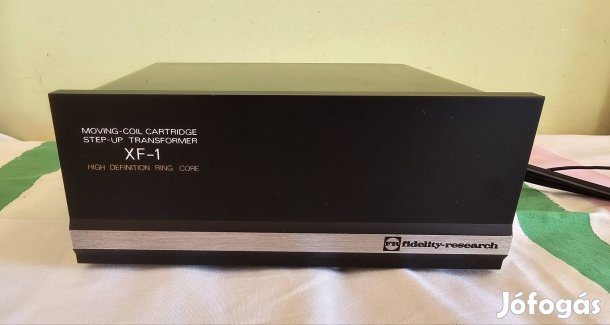 MOVING-COIL CARTRIDGE
STEP-UP TRANSFORMER
XF-1
HIGH DEFINITION RING CORE
FR fidelity-research
Jófogás